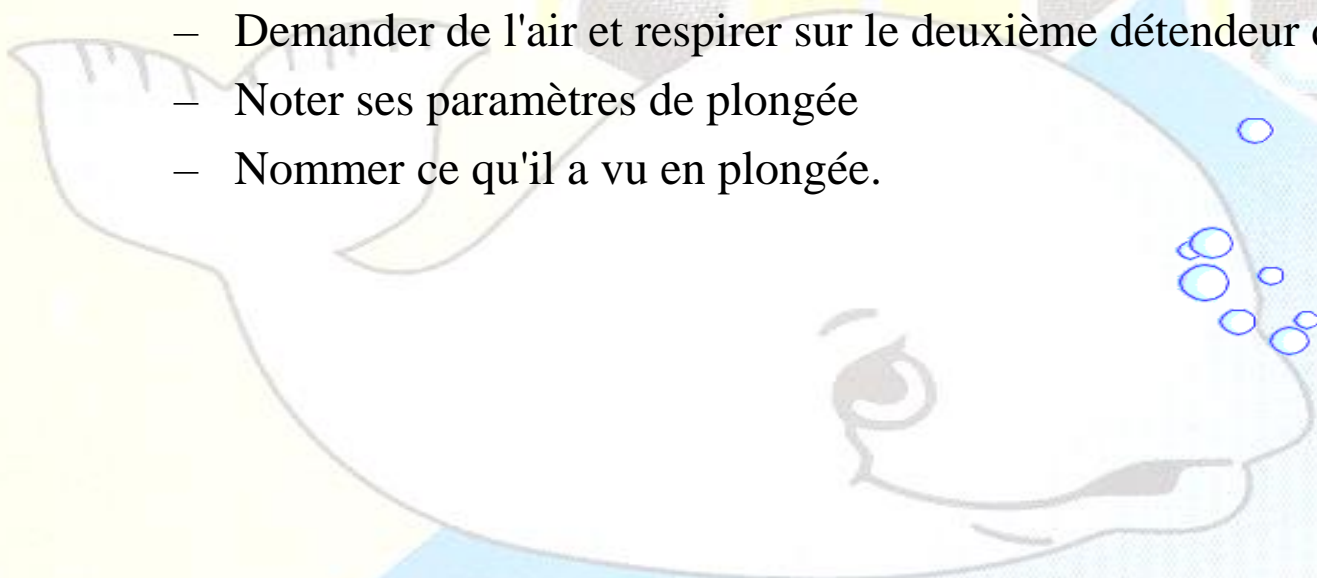 – Demander de l'air et respirer sur le deuxième détendeur
– Noter ses paramètres de plongée
– Nommer ce qu'il a vu en plongée.